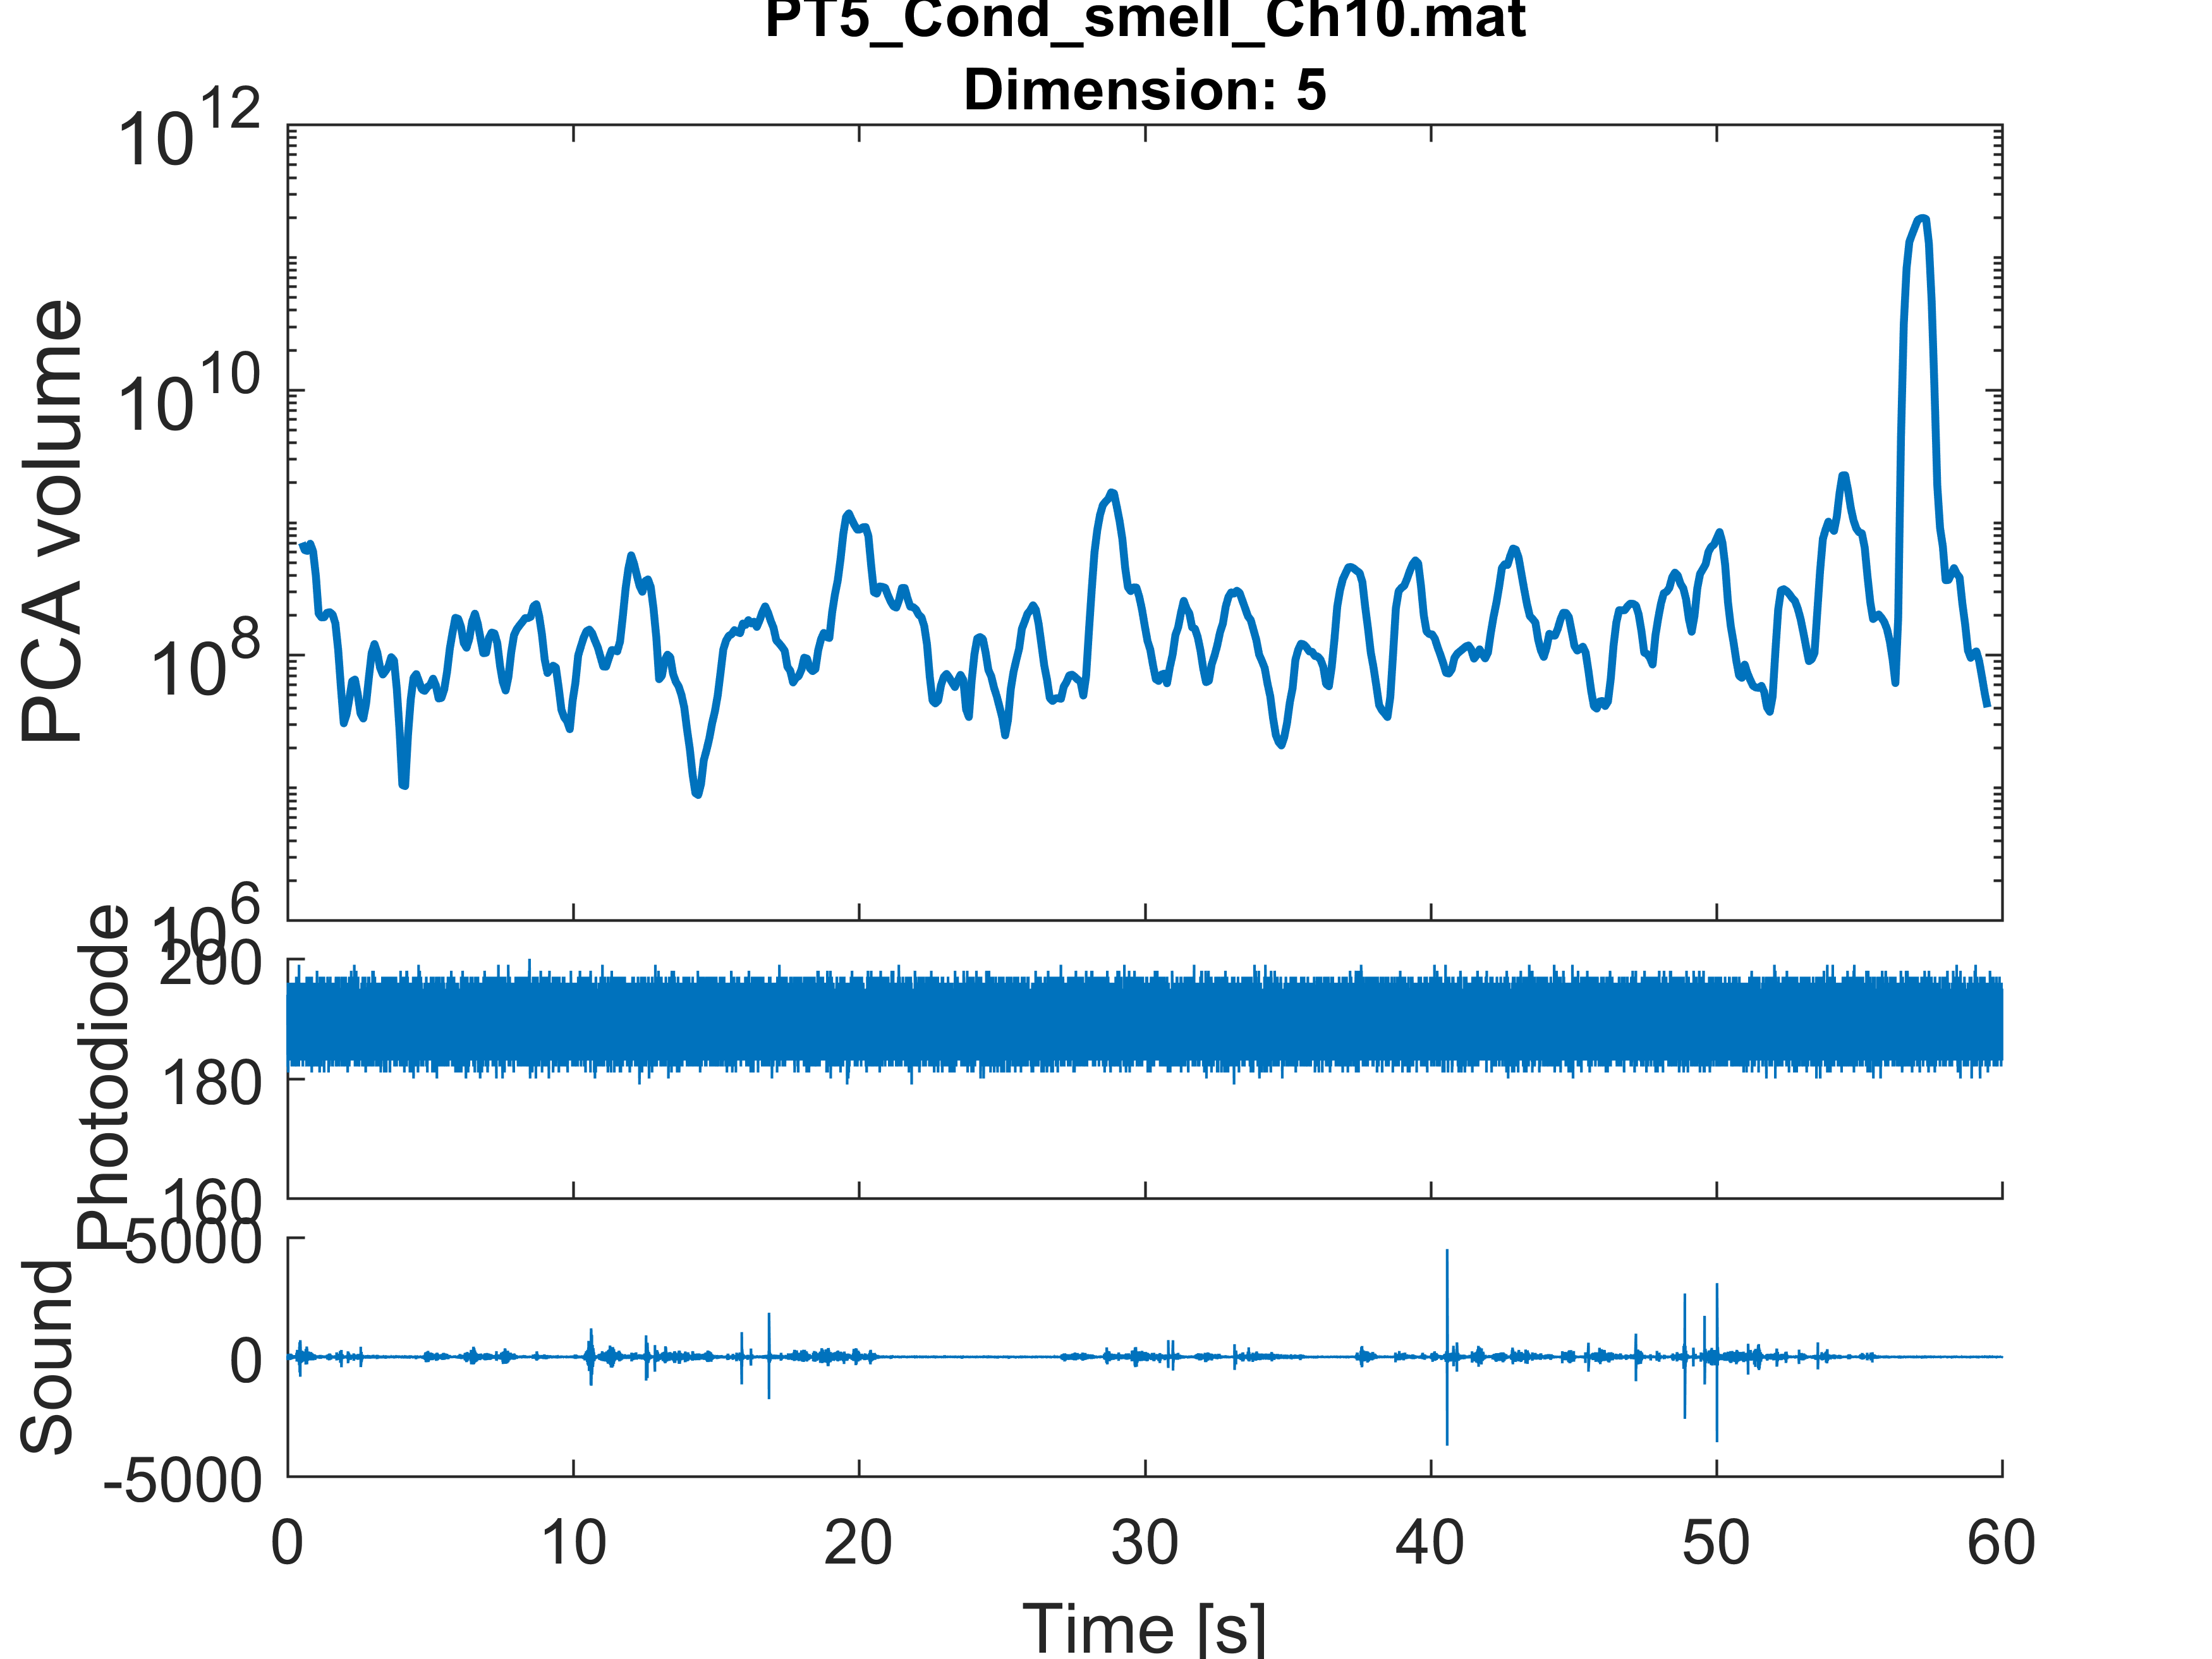 PT5_Cond_smell_Ch10.mat
Dimension: 5
PCA volume
10^12
10^10
10^8
10^6
Photodiode
200
180
160
Sound
5000
0
-5000
0 10 20 30 40 50 60
Time [s]